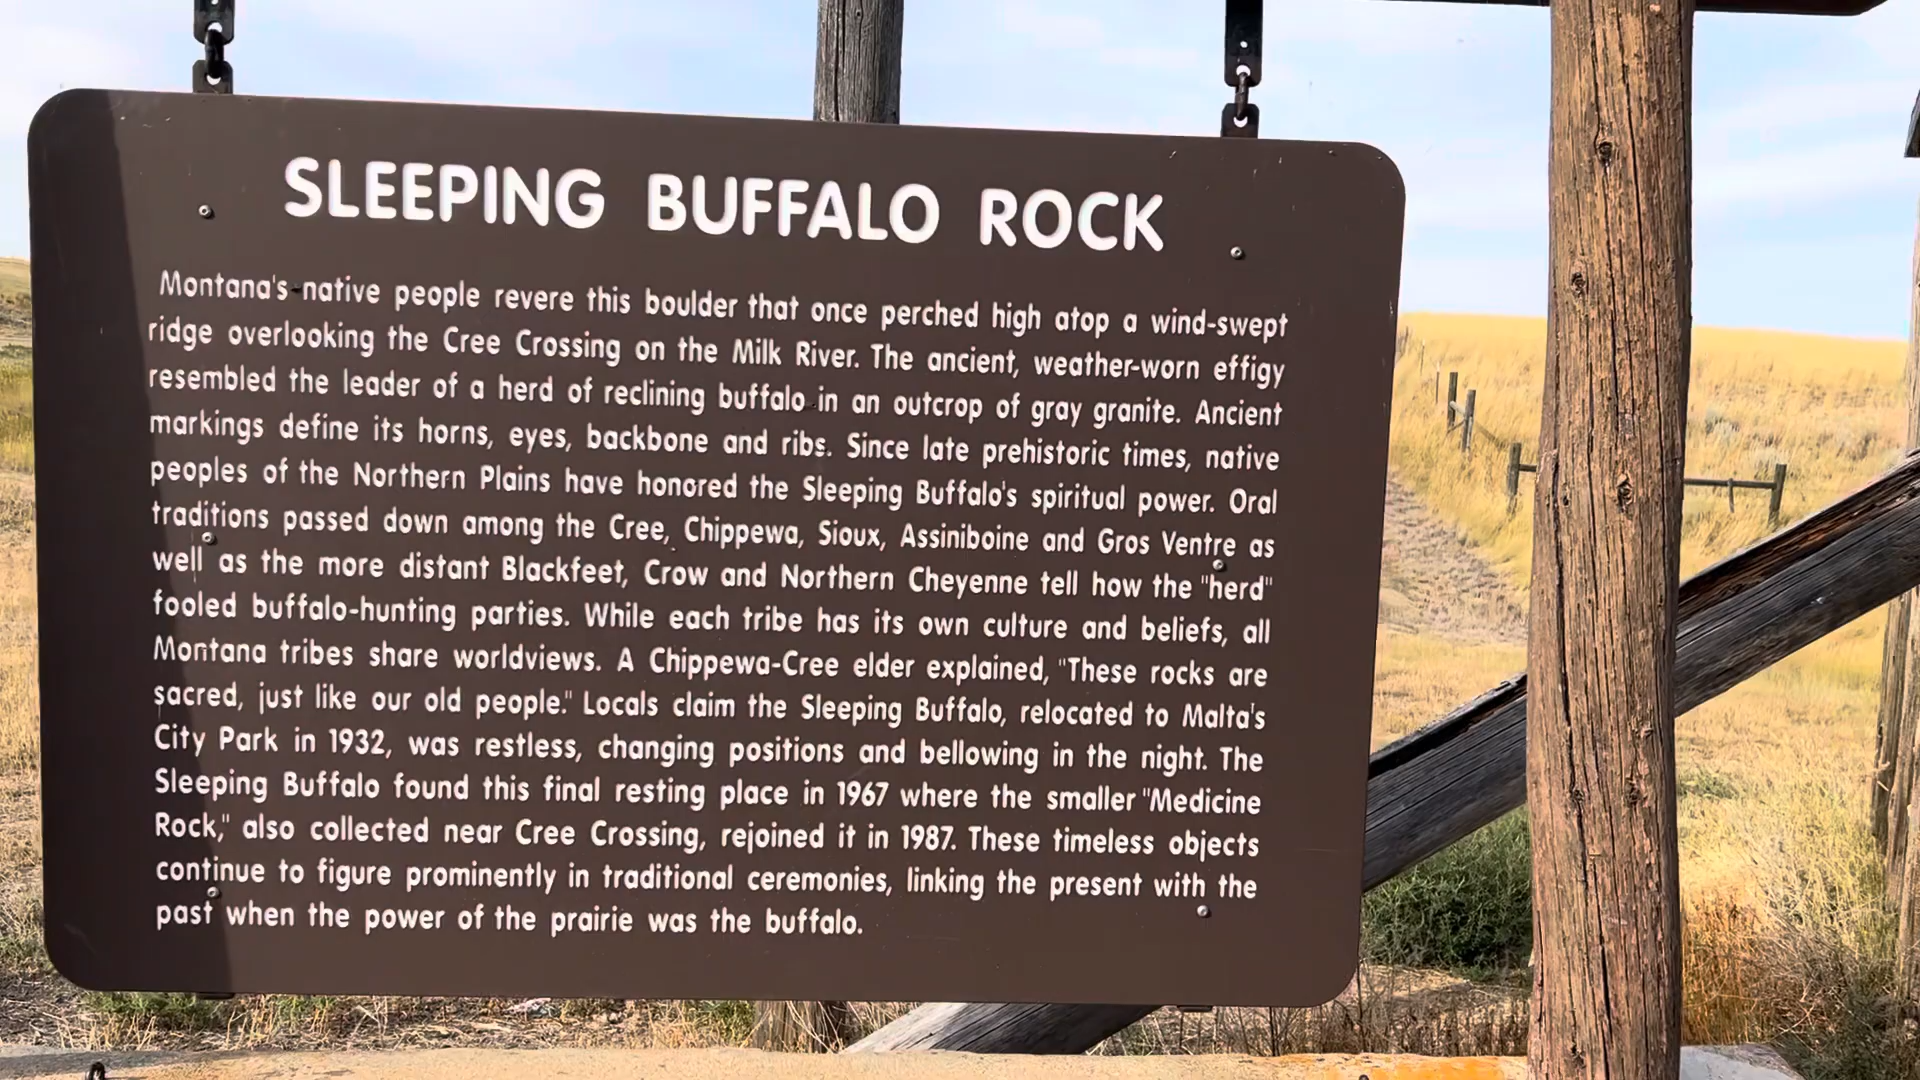 SLEEPING BUFFALO ROCK
Montana's native people revere this boulder that once perched high atop a wind-swept
ridge overlooking the Cree Crossing on the Milk River. The ancient, weather-worn effigy
resembled the leader of a herd of reclining buffalo in an outcrop of gray granite. Ancient
markings define its horns, eyes, backbone and ribs. Since late prehistoric times, native
peoples of the Northern Plains have honored the Sleeping Buffalo's spiritual power. Oral
traditions passed down among the Cree, Chippewa, Sioux, Assiniboine and Gros Ventre as
well as the more distant Blackfeet, Crow and Northern Cheyenne tell how the "herd"
fooled buffalo-hunting parties. While each tribe has its own culture and beliefs, all
Montana tribes share worldviews. A Chippewa-Cree elder explained, "These rocks are
sacred, just like our old people." Locals claim the Sleeping Buffalo, relocated to Malta's
City Park in 1932, was restless, changing positions and bellowing in the night. The
Sleeping Buffalo found this final resting place in 1967 where the smaller "Medicine
Rock," also collected near Cree Crossing, rejoined it in 1987. These timeless objects
continue to figure prominently in traditional ceremonies, linking the present with the
past when the power of the prairie was the buffalo.